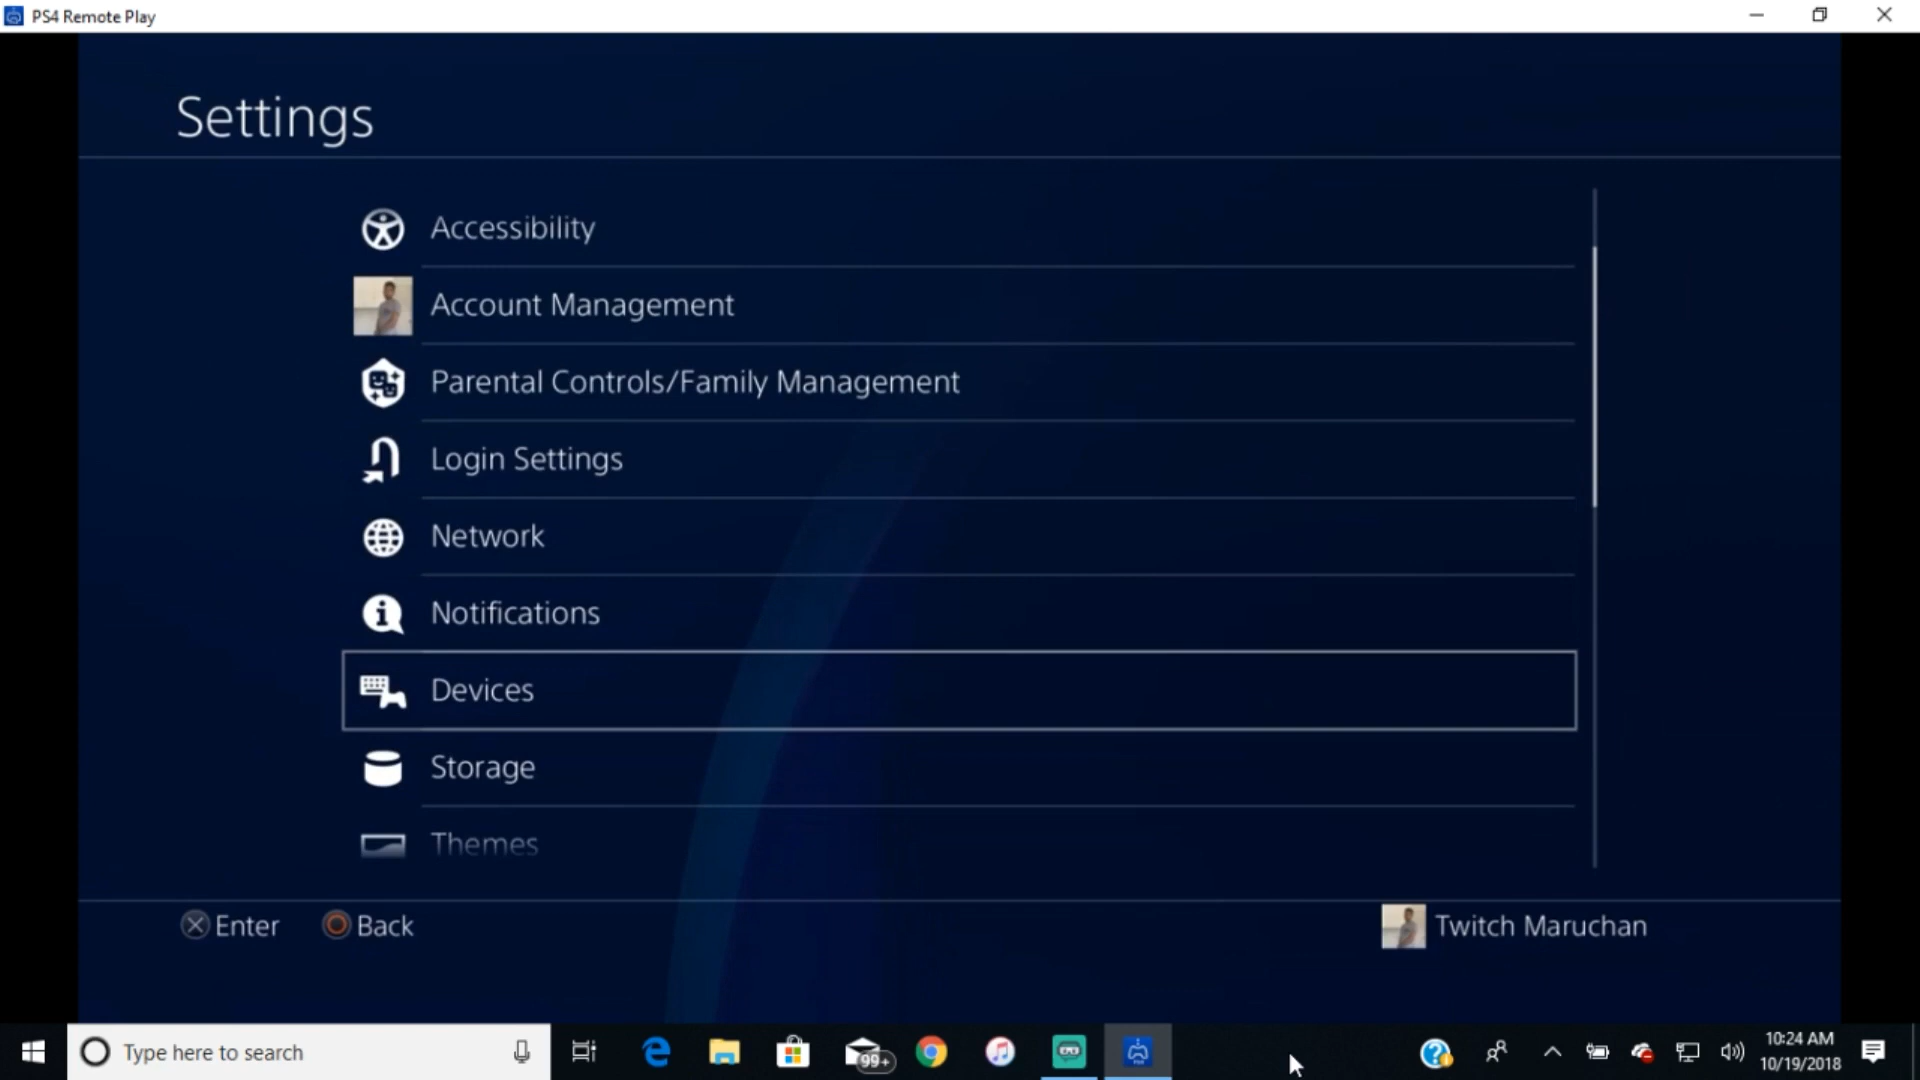 PS4 Remote Play
Settings
Accessibility
Account Management
Parental Controls/Family Management
Login Settings
Network
Notifications
Devices
Storage
Themes
Enter
Back
Twitch Maruchan
Type here to search
99+
10:24 AM
10/19/2018